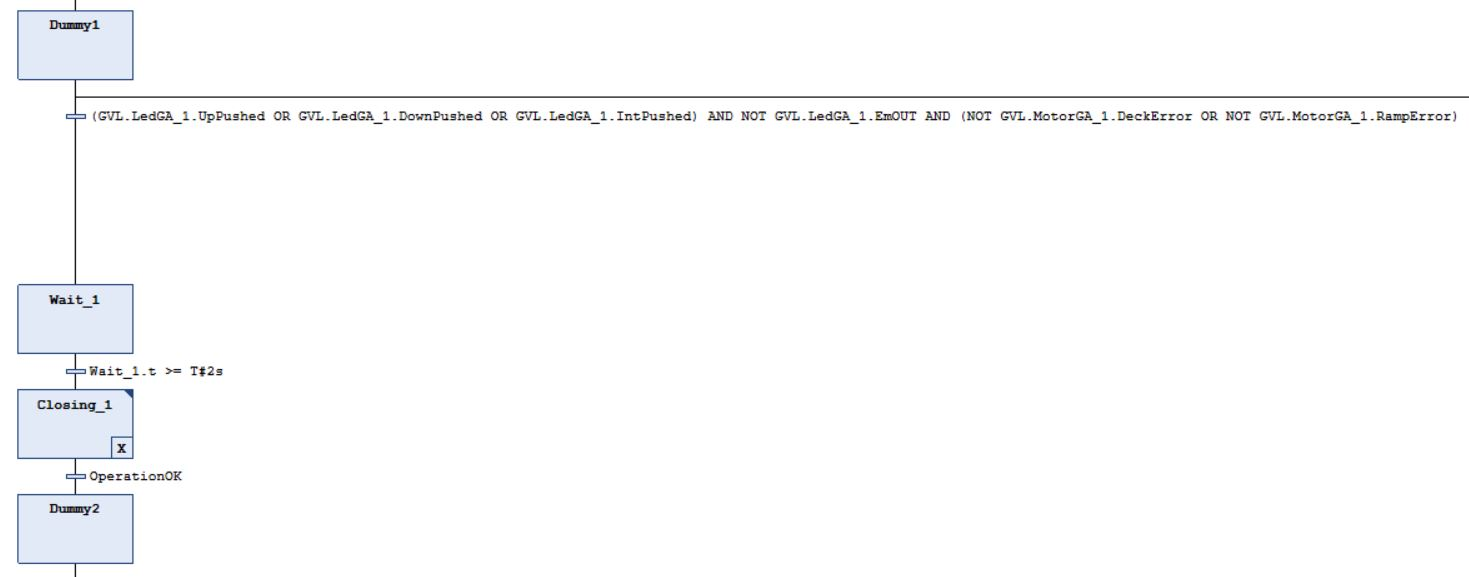 Dummy1
(GVL.LedGA_1.UpPushed OR GVL.LedGA_1.DownPushed OR GVL.LedGA_1.IntPushed) AND NOT GVL.LedGA_1.EmOUT AND (NOT GVL.MotorGA_1.DeckError OR NOT GVL.MotorGA_1.RampError)
Wait_1
Wait_1.t >= T#2s
Closing_1
X
OperationOK
Dummy2